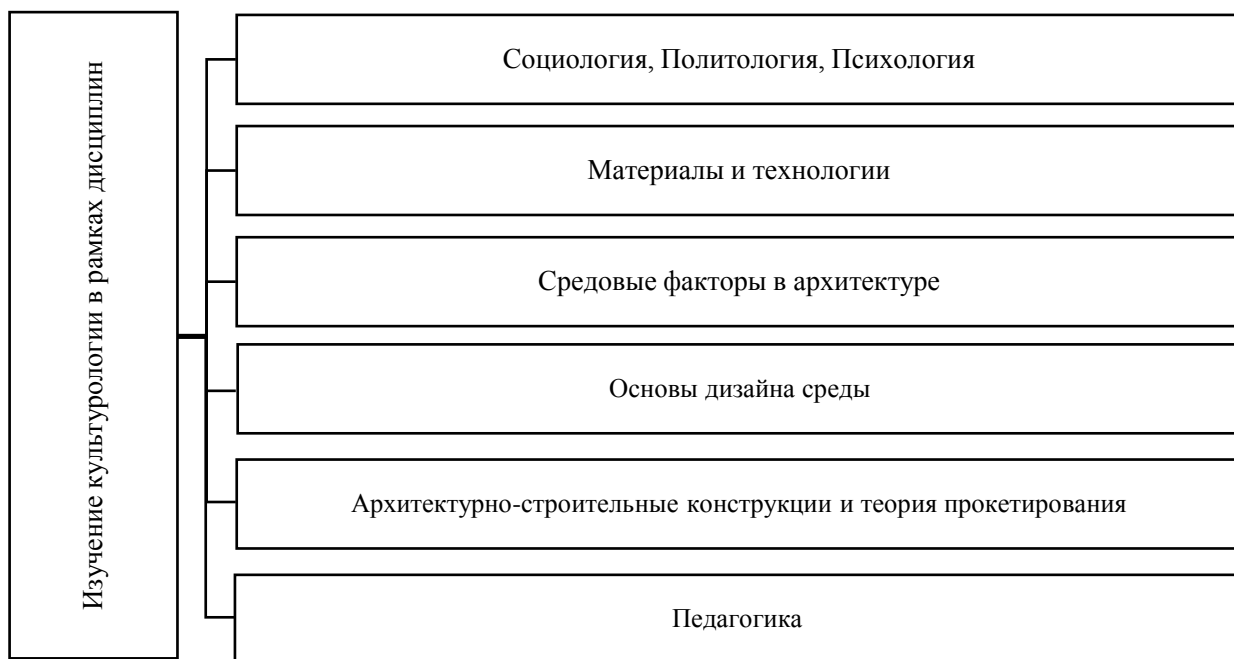 Изучение культурологии в рамках дисциплин
Социология, Политология, Психология
Материалы и технологии
Средовые факторы в архитектуре
Основы дизайна среды
Архитектурно-строительные конструкции и теория прокетирования
Педагогика